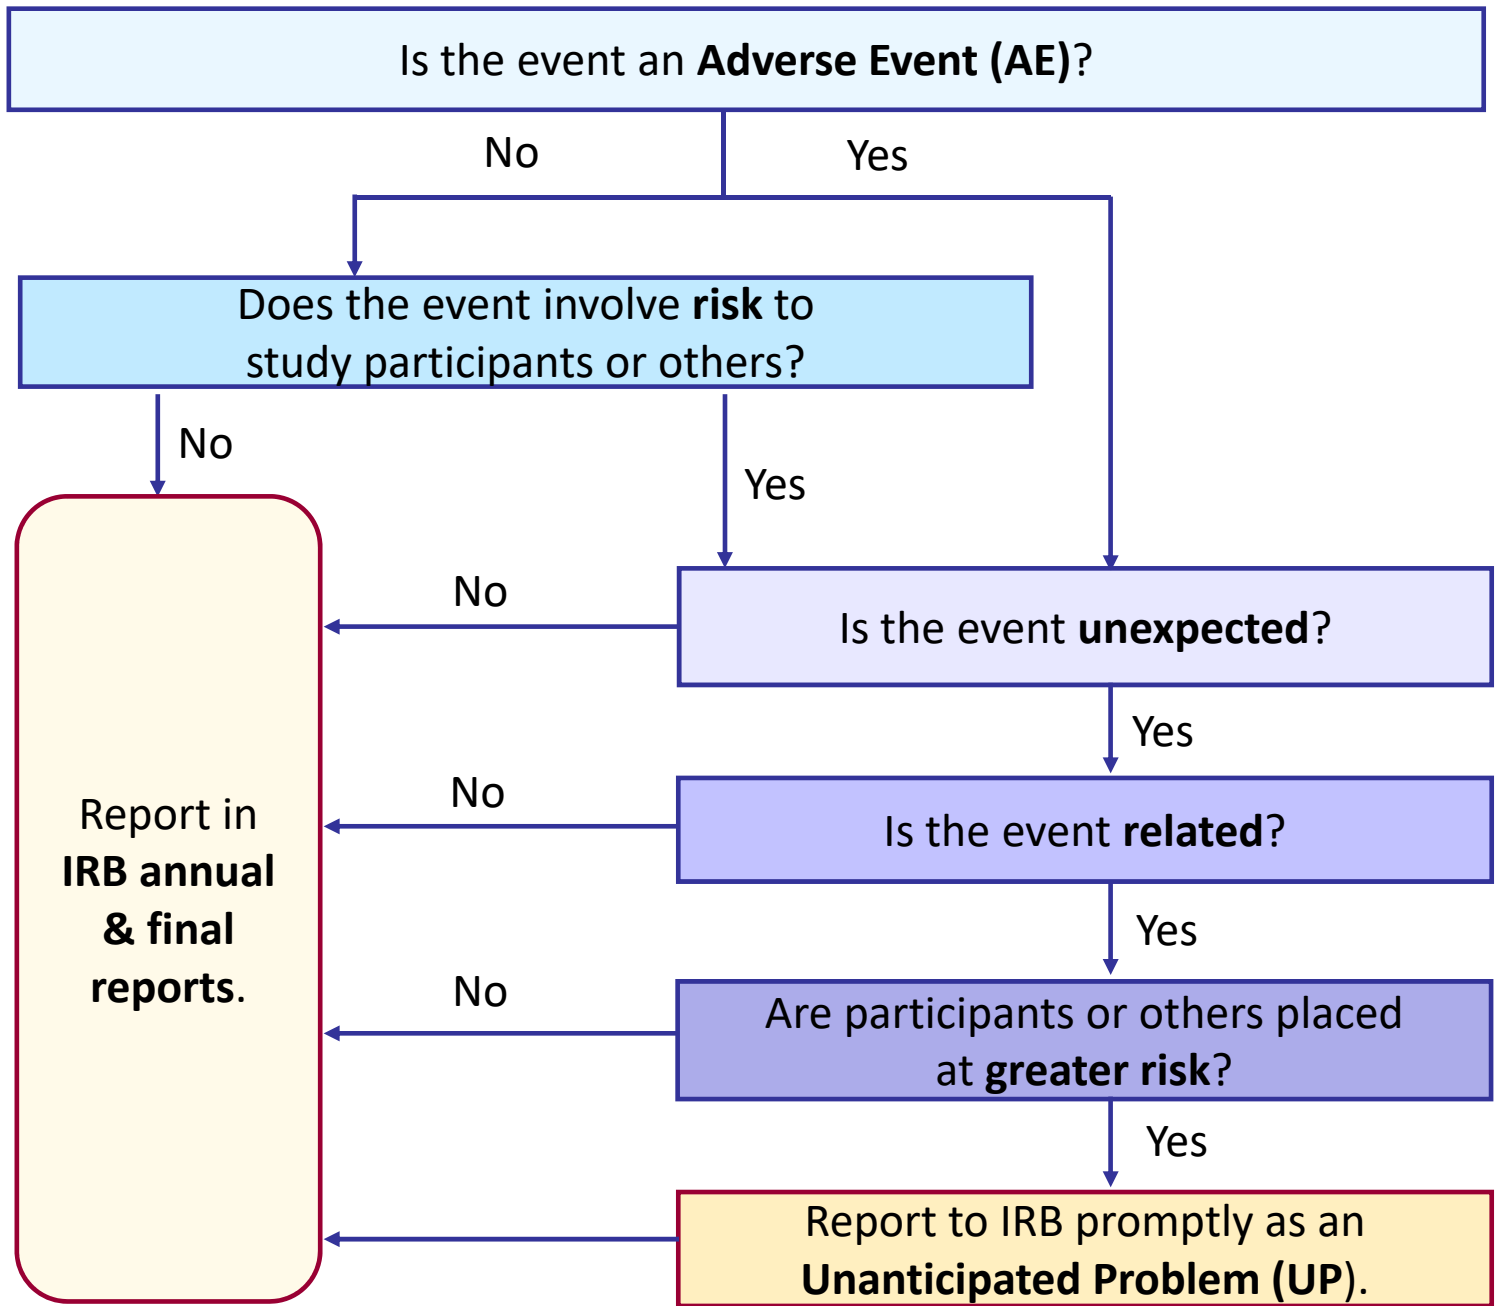 Is the event an Adverse Event (AE)?
No
Yes
Does the event involve risk to
study participants or others?
No
Yes
No
Is the event unexpected?
Yes
No
Is the event related?
Report in
IRB annual
& final
reports.
Yes
No
Are participants or others placed
at greater risk?
Yes
Report to IRB promptly as an
Unanticipated Problem (UP).